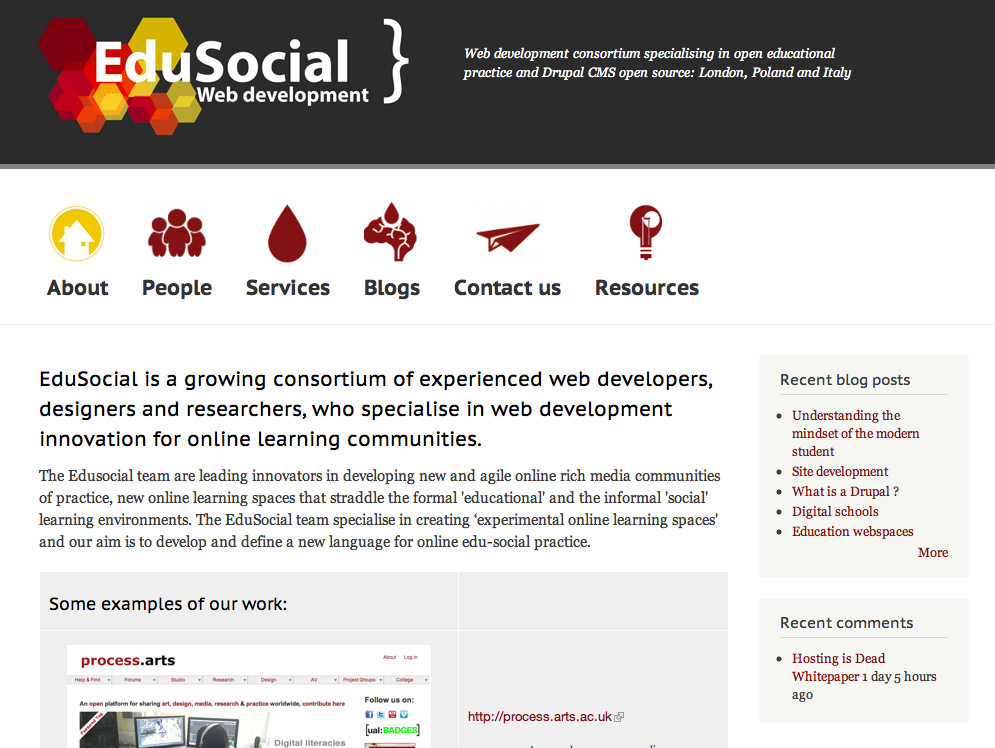 EduSocial }
Web development
Web development consortium specialising in open educational
practice and Drupal CMS open source: London, Poland and Italy
About People Services Blogs Contact us Resources
EduSocial is a growing consortium of experienced web developers,
designers and researchers, who specialise in web development
innovation for online learning communities.
The Edusocial team are leading innovators in developing new and agile online rich media communities
of practice, new online learning spaces that straddle the formal 'educational' and the informal 'social'
learning environments. The EduSocial team specialise in creating ‘experimental online learning spaces'
and our aim is to develop and define a new language for online edu-social practice.
Some examples of our work:
process.arts
About Log in
Help & Find Forums Studio Research Design AV Project Groups College
An open platform for sharing art, design, media, research & practice worldwide, contribute here
Featured Text
Digital literacies
Follow us on:
[ual:BADGES]
http://process.arts.ac.uk
Recent blog posts
Understanding the
mindset of the modern
student
Site development
What is a Drupal ?
Digital schools
Education webspaces
More
Recent comments
Hosting is Dead
Whitepaper 1 day 5 hours
ago